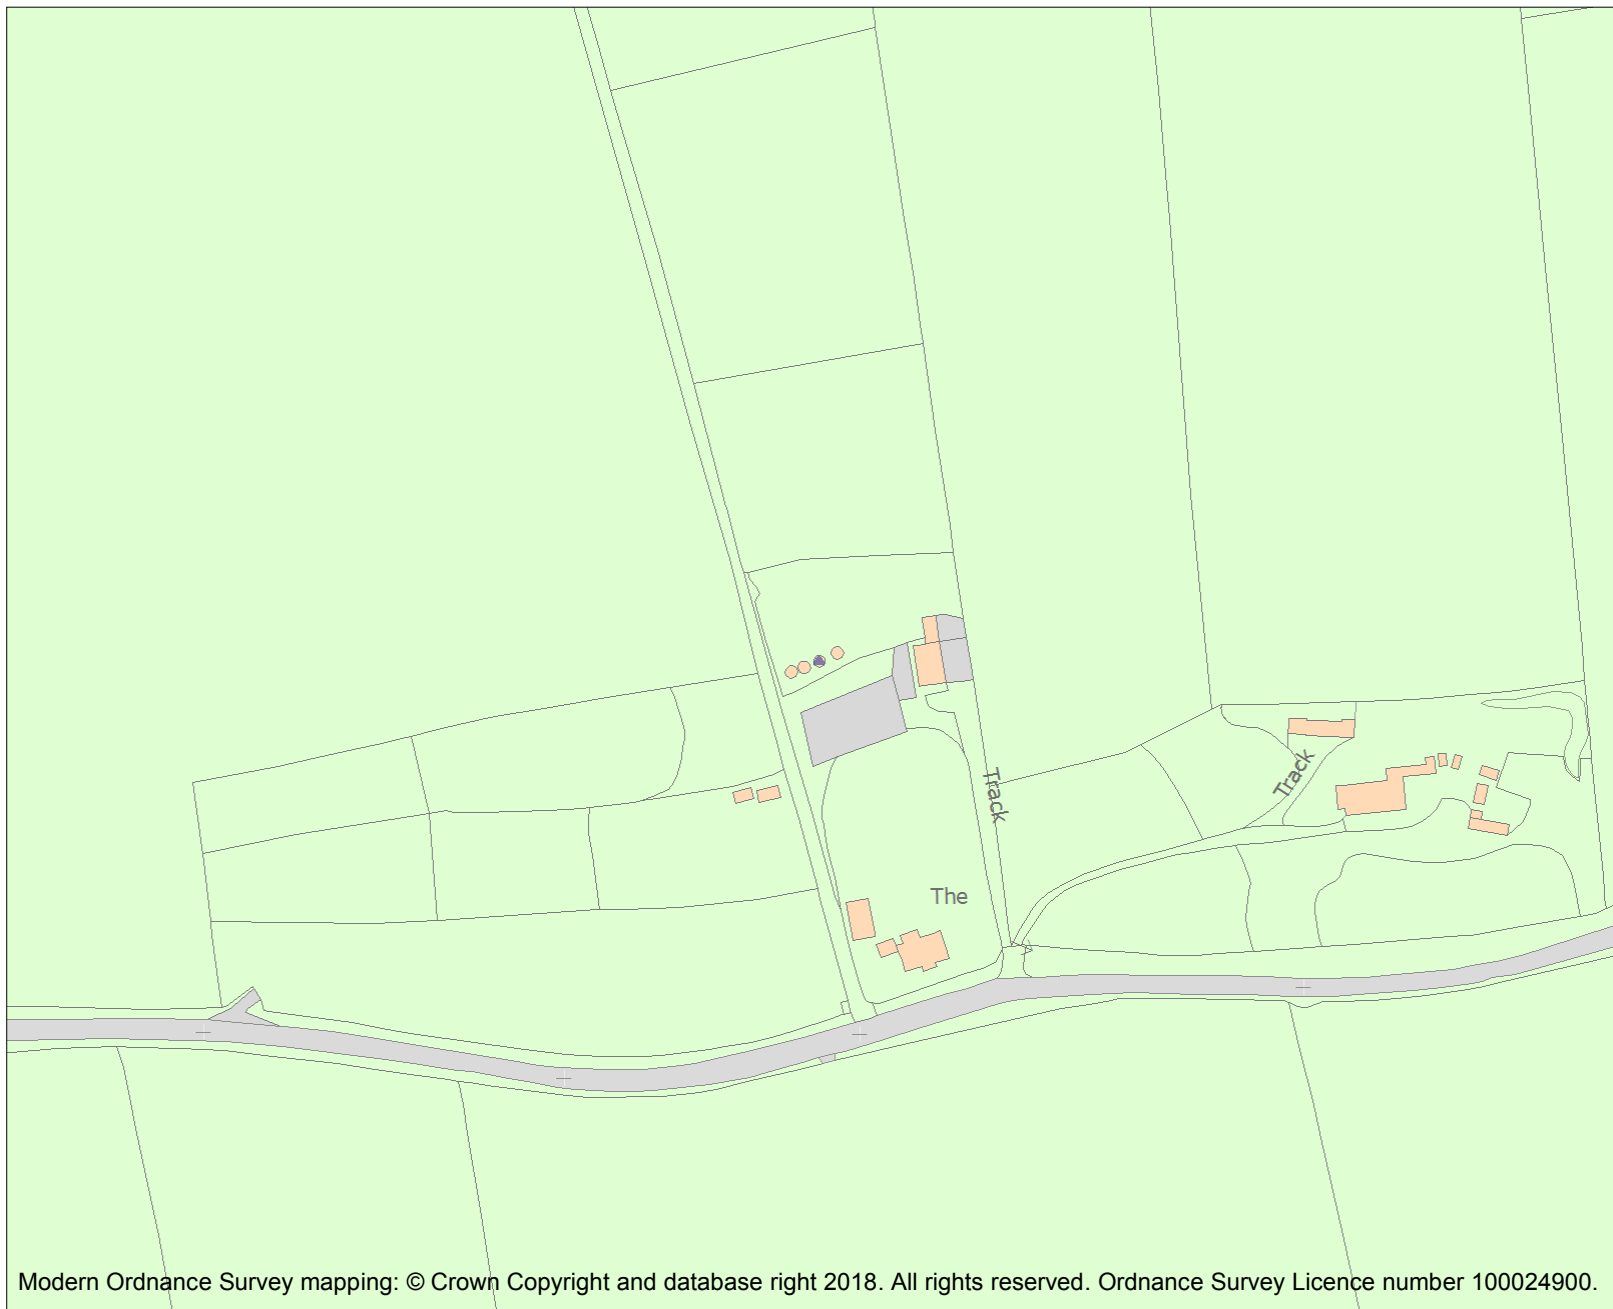 Track
Track
The
Modern Ordnance Survey mapping: © Crown Copyright and database right 2018. All rights reserved. Ordnance Survey Licence number 100024900.